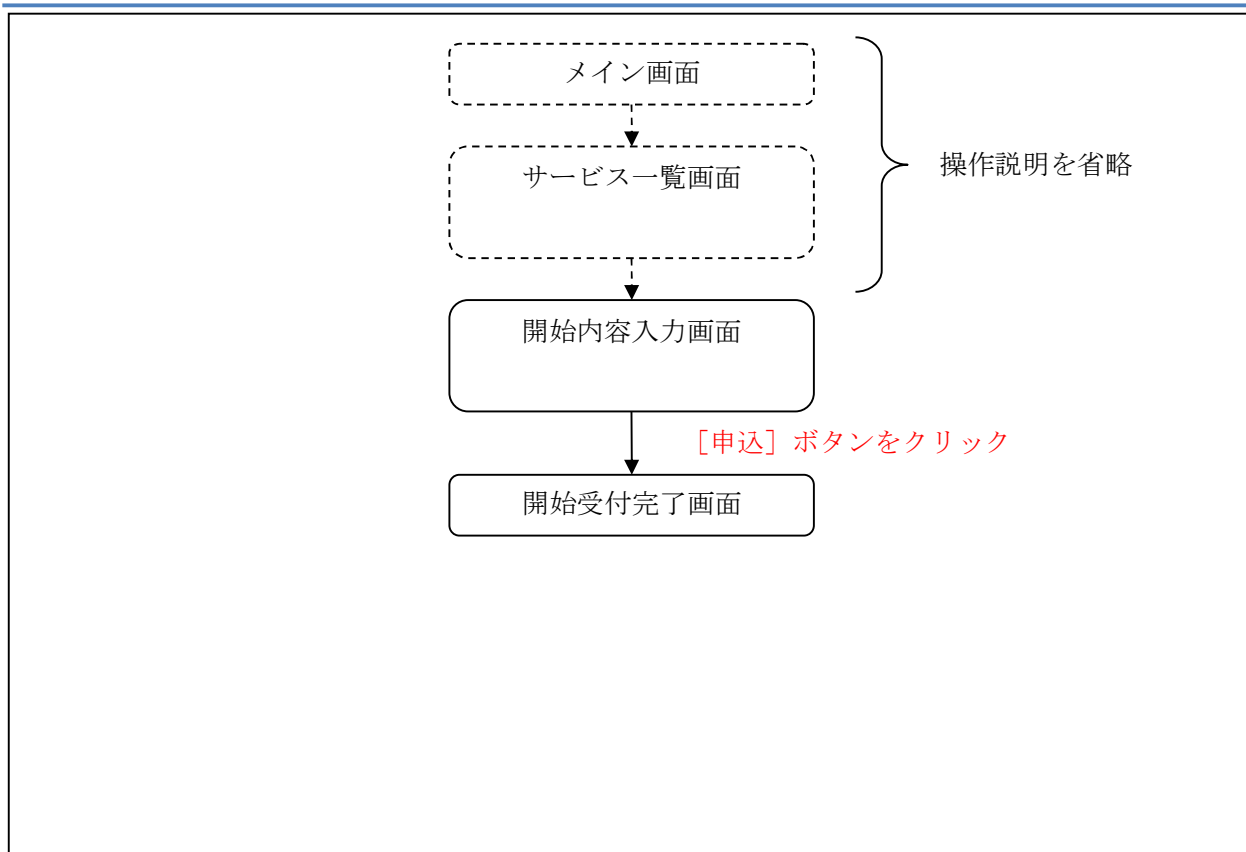 メイン画面
サービス一覧画面
操作説明を省略
開始内容入力画面
［申込］ボタンをクリック
開始受付完了画面